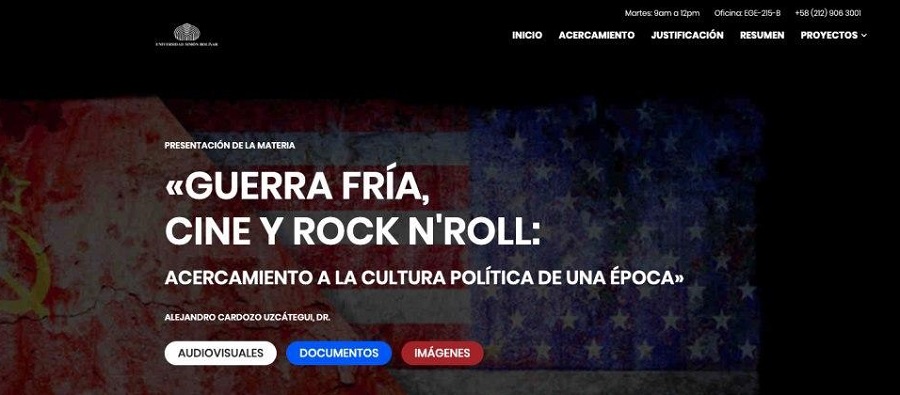 Martes: 9am a 12pm Oficina: EGE-215-B +58 (212) 906 3001
UNIVERSIDAD SIMÓN BOLÍVAR
INICIO ACERCAMIENTO JUSTIFICACIÓN RESUMEN PROYECTOS
PRESENTACIÓN DE LA MATERIA
«GUERRA FRÍA,
CINE Y ROCK N'ROLL:
ACERCAMIENTO A LA CULTURA POLÍTICA DE UNA ÉPOCA»
ALEJANDRO CARDOZO UZCÁTEGUI, DR.
AUDIOVISUALES DOCUMENTOS IMÁGENES